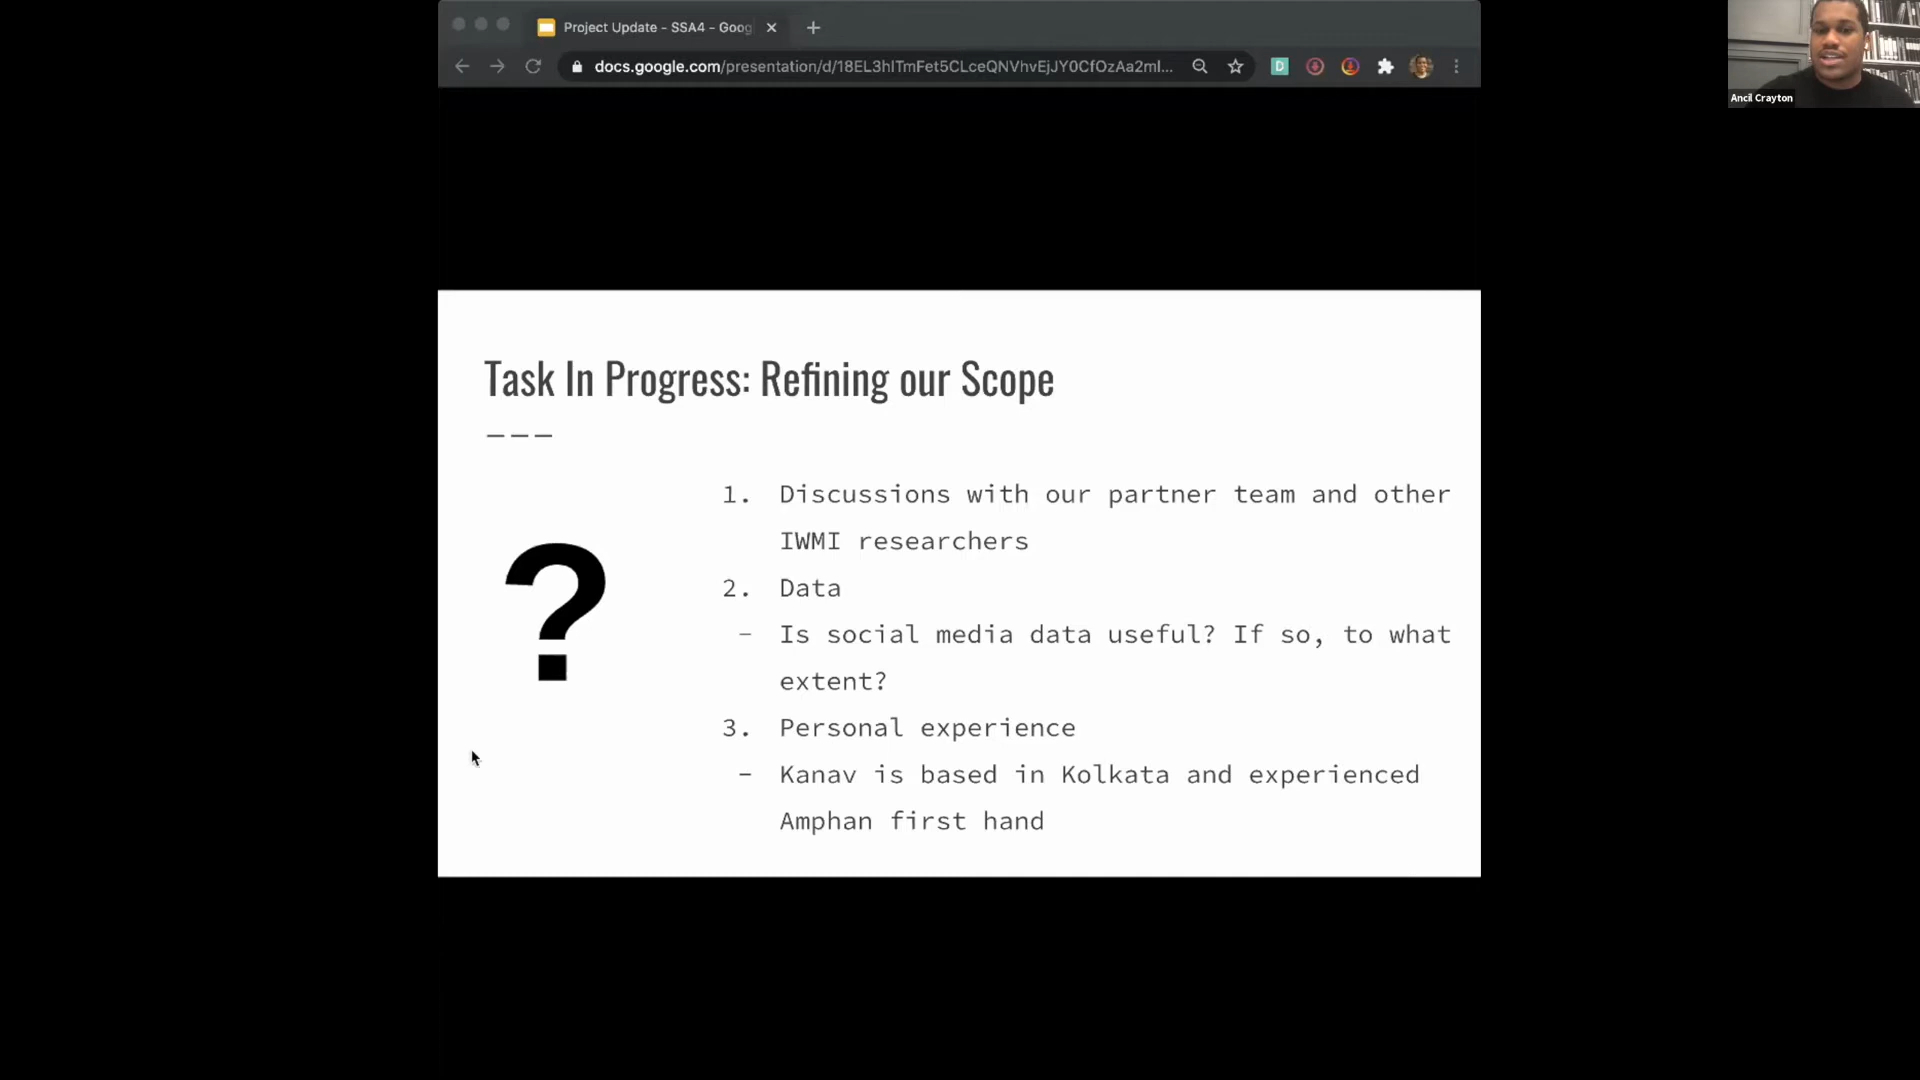 Project Update - SSA4 - Goog
docs.google.com/presentation/d/18EL3hITmFet5CLceQNVhvEjJY0CfOzAa2ml...
D
Ancil Crayton
Task In Progress: Refining our Scope
---
?
1. Discussions with our partner team and other
IWMI researchers
2. Data
- Is social media data useful? If so, to what
extent?
3. Personal experience
- Kanav is based in Kolkata and experienced
Amphan first hand